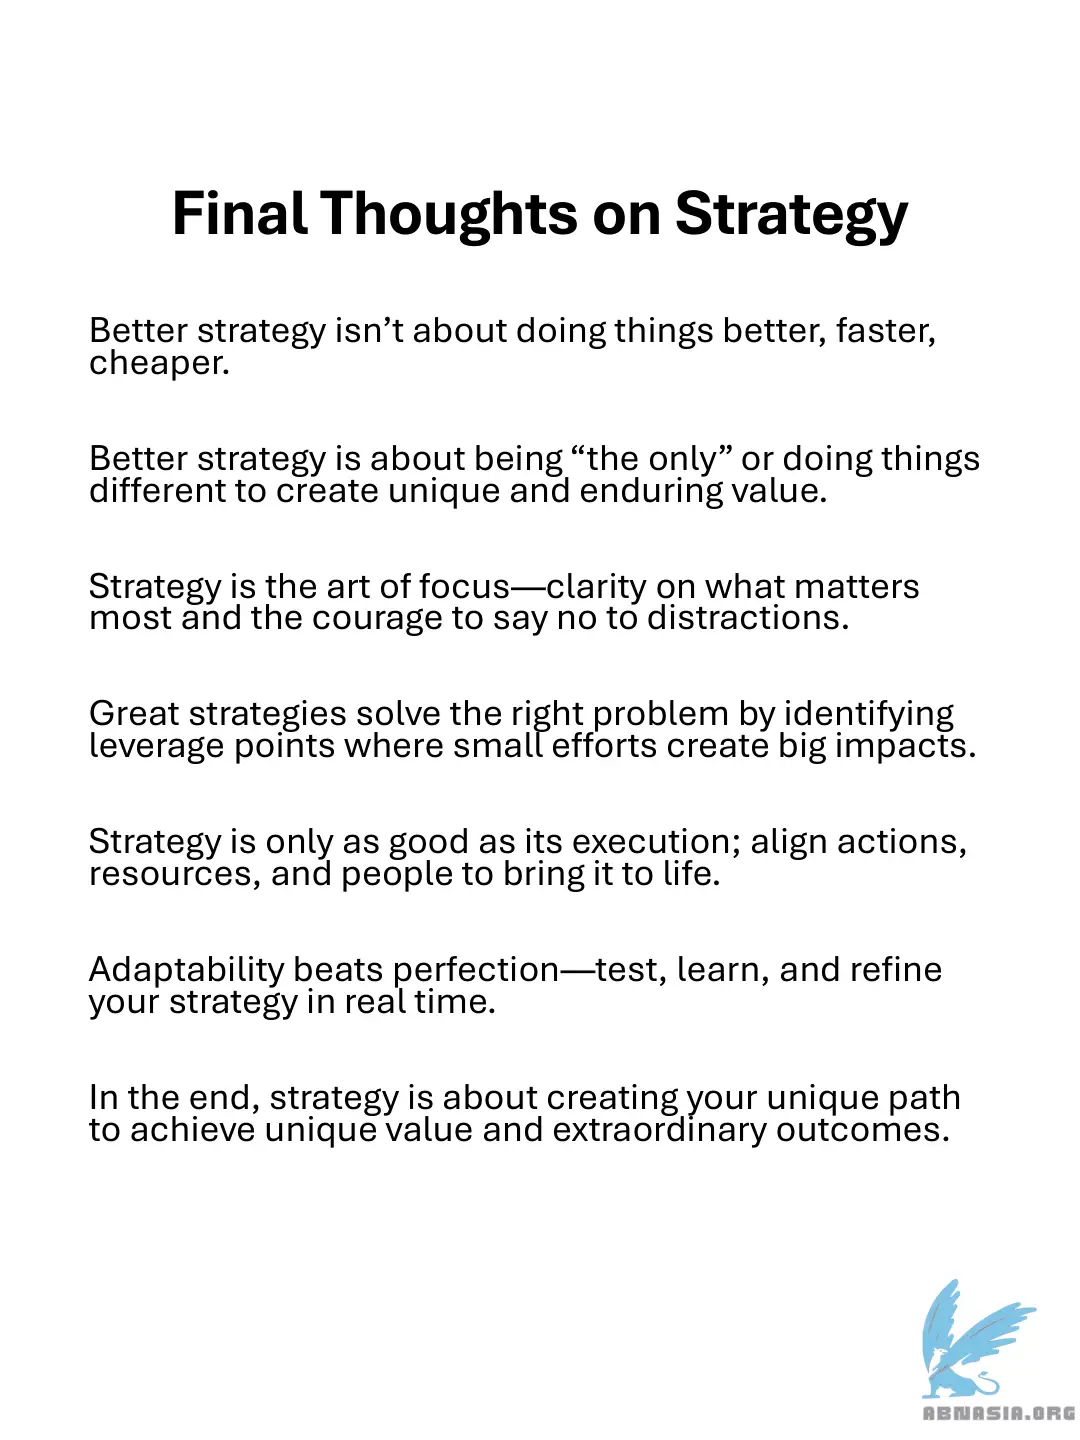 Final Thoughts on Strategy
Better strategy isn’t about doing things better, faster,
cheaper.
Better strategy is about being “the only” or doing things
different to create unique and enduring value.
Strategy is the art of focus—clarity on what matters
most and the courage to say no to distractions.
Great strategies solve the right problem by identifying
leverage points where small efforts create big impacts.
Strategy is only as good as its execution; align actions,
resources, and people to bring it to life.
Adaptability beats perfection—test, learn, and refine
your strategy in real time.
In the end, strategy is about creating your unique path
to achieve unique value and extraordinary outcomes.
ABNASIA.ORG